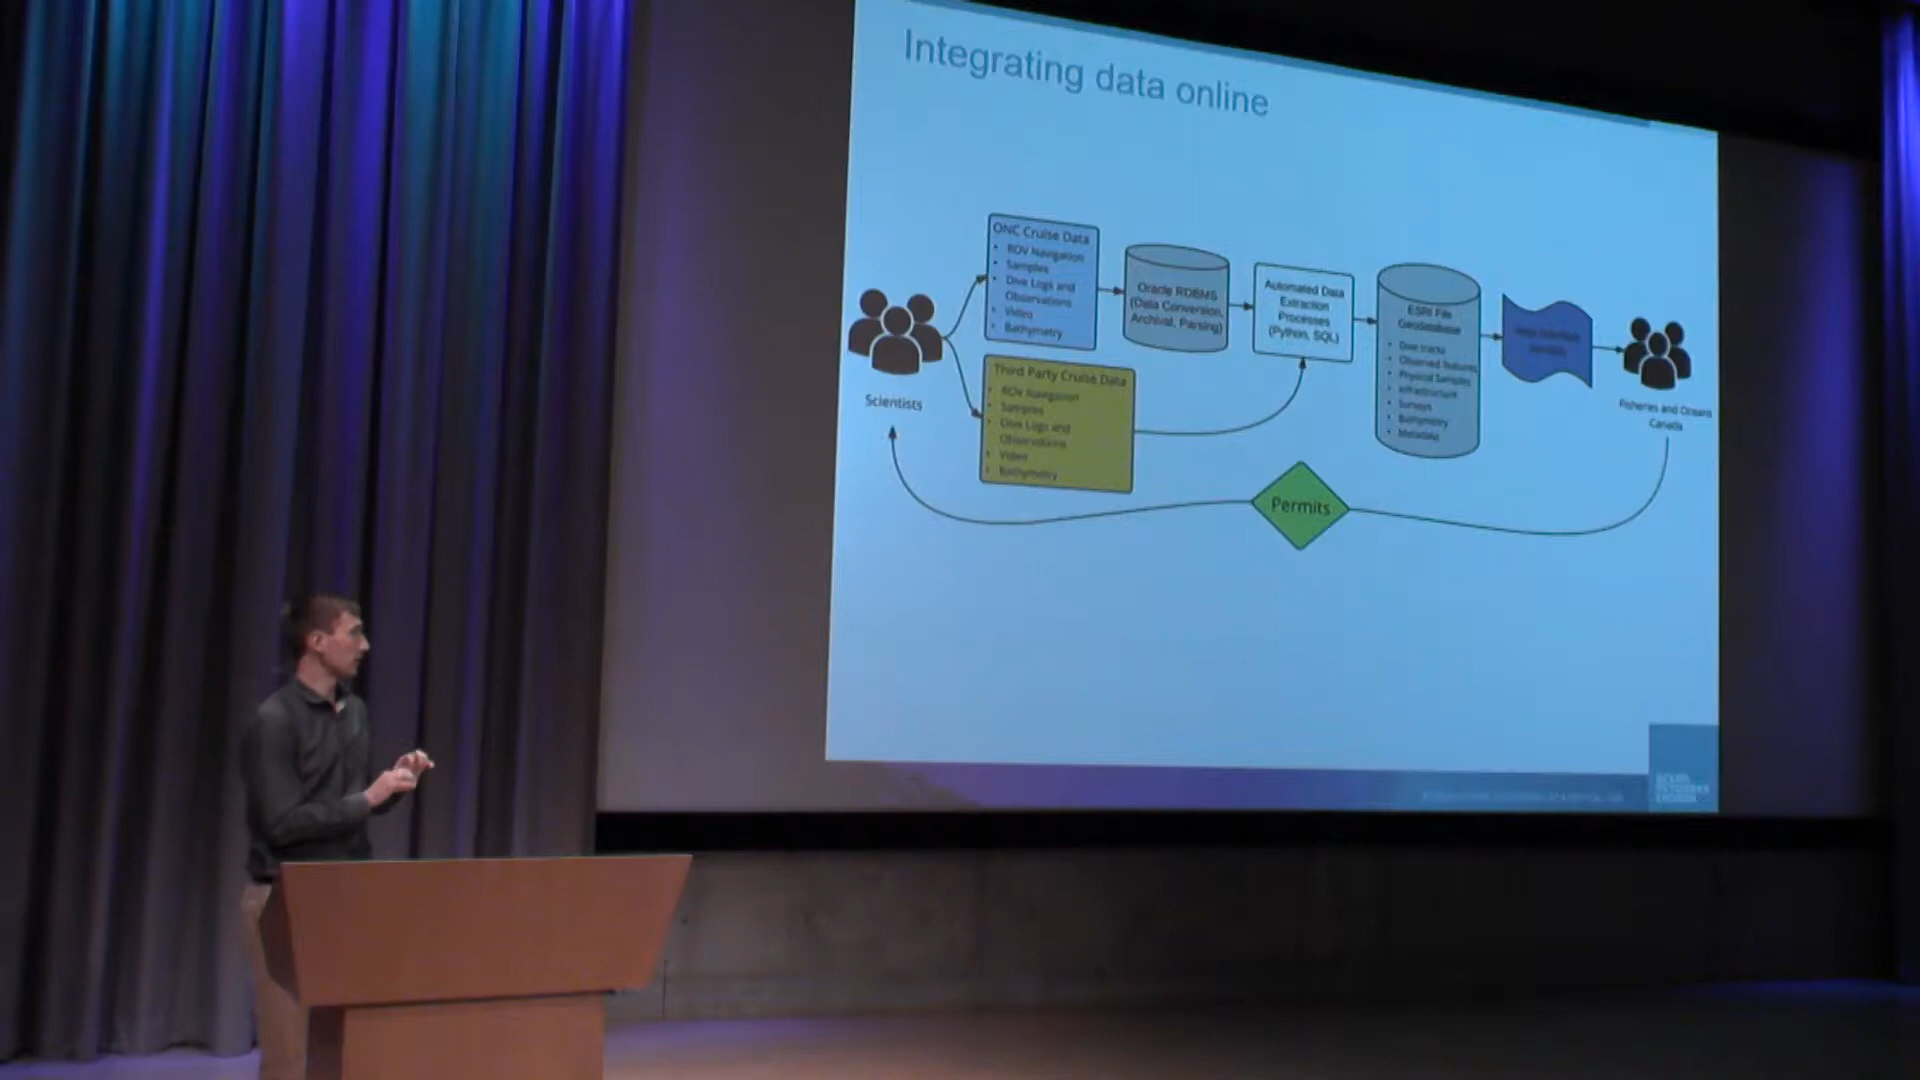 Integrating data online
ONC Cruise Data
• ROV Navigation
• Samples
• Dive Logs and
Observations
• Video
• Bathymetry
Oracle RDBMS
(Data Conversion,
Archival, Parsing)
Automated Data
Extraction
Processes
(Python, SQL)
ESRI File
Geodatabase
• Dive tracks
• Observed features
• Physical Samples
• Infrastructure
• Surveys
• Bathymetry
• Metadata
Scientists
Third Party Cruise Data
• ROV Navigation
• Samples
• Dive Logs and
Observations
• Video
• Bathymetry
Fisheries and Oceans
Canada
Permits
OCEAN
NETWORKS
CANADA